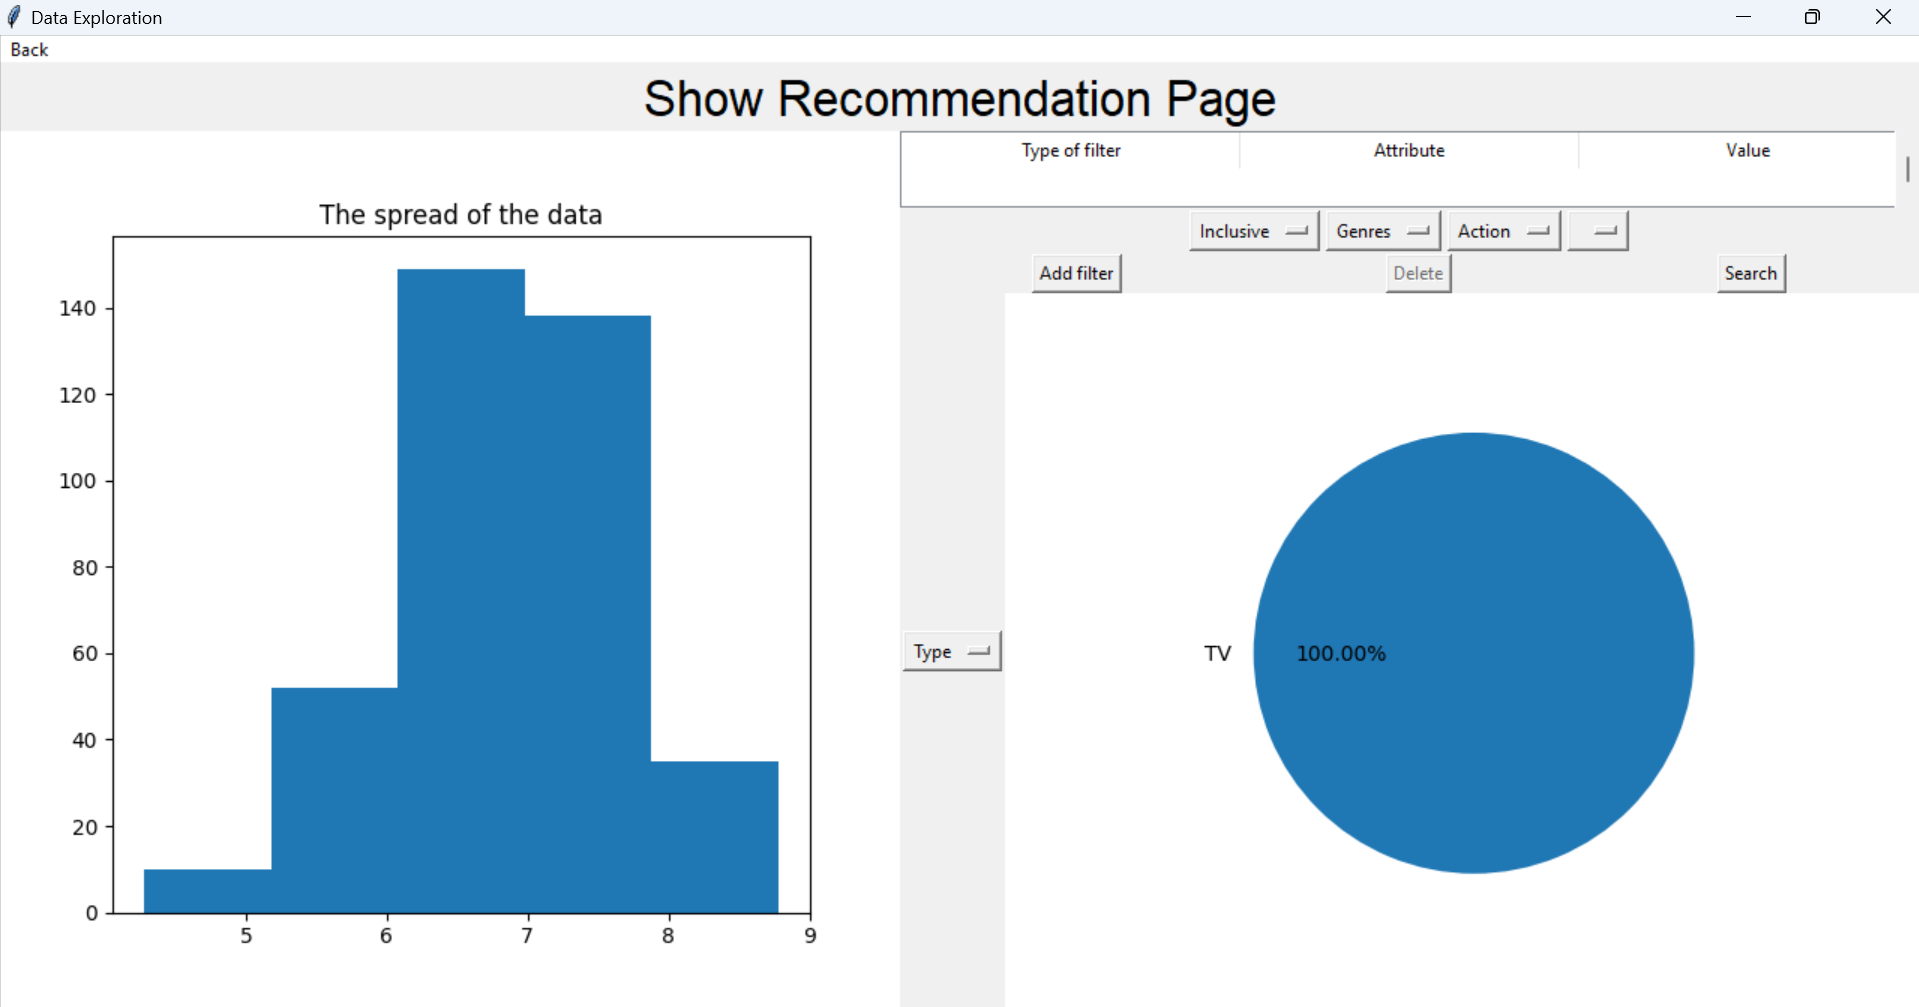 Data Exploration
Back
Show Recommendation Page
The spread of the data
140
120
100
80
60
40
20
0
5 6 7 8 9
Type of filter Attribute Value
Inclusive Genres Action
Add filter Delete Search
Type
TV 100.00%